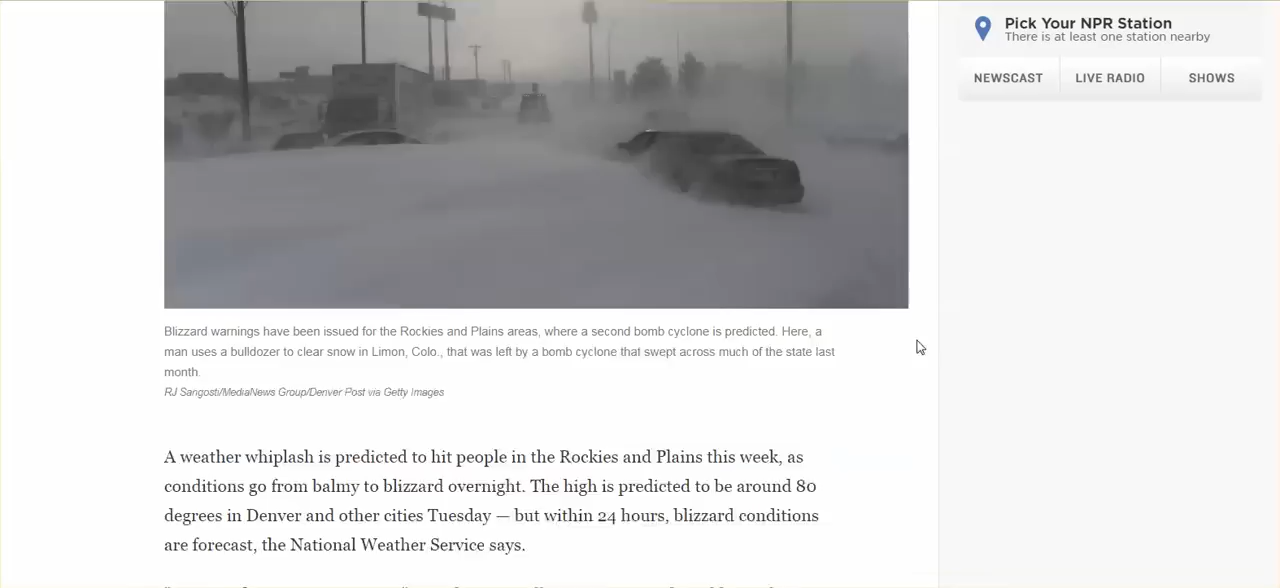 Pick Your NPR Station
There is at least one station nearby
NEWSCAST
LIVE RADIO
SHOWS
Blizzard warnings have been issued for the Rockies and Plains areas, where a second bomb cyclone is predicted. Here, a
man uses a bulldozer to clear snow in Limon, Colo., that was left by a bomb cyclone that swept across much of the state last
month.
RJ Sangosti/MediaNews Group/Denver Post via Getty Images
A weather whiplash is predicted to hit people in the Rockies and Plains this week, as
conditions go from balmy to blizzard overnight. The high is predicted to be around 80
degrees in Denver and other cities Tuesday — but within 24 hours, blizzard conditions
are forecast, the National Weather Service says.